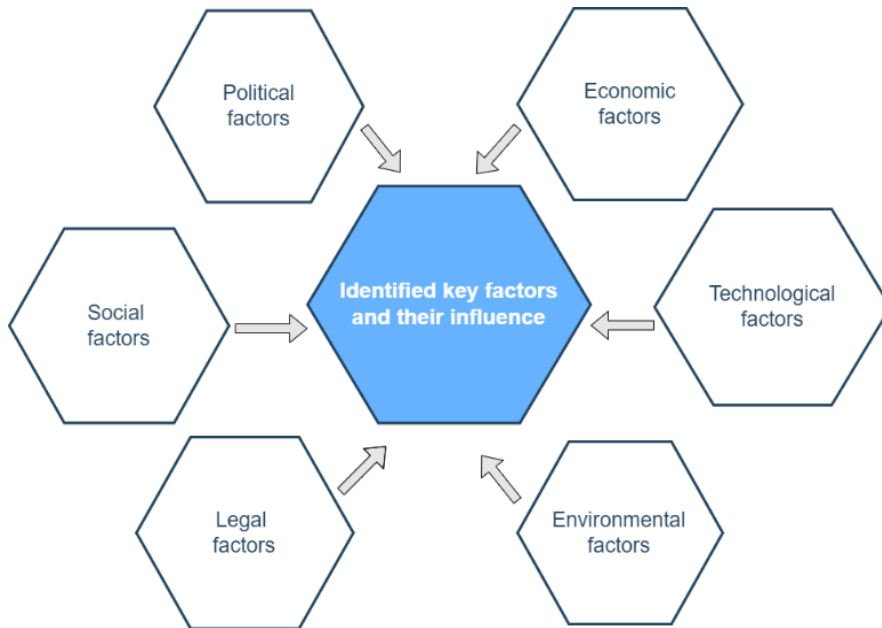 Political
factors
Economic
factors
Social
factors
Identified key factors
and their influence
Technological
factors
Legal
factors
Environmental
factors